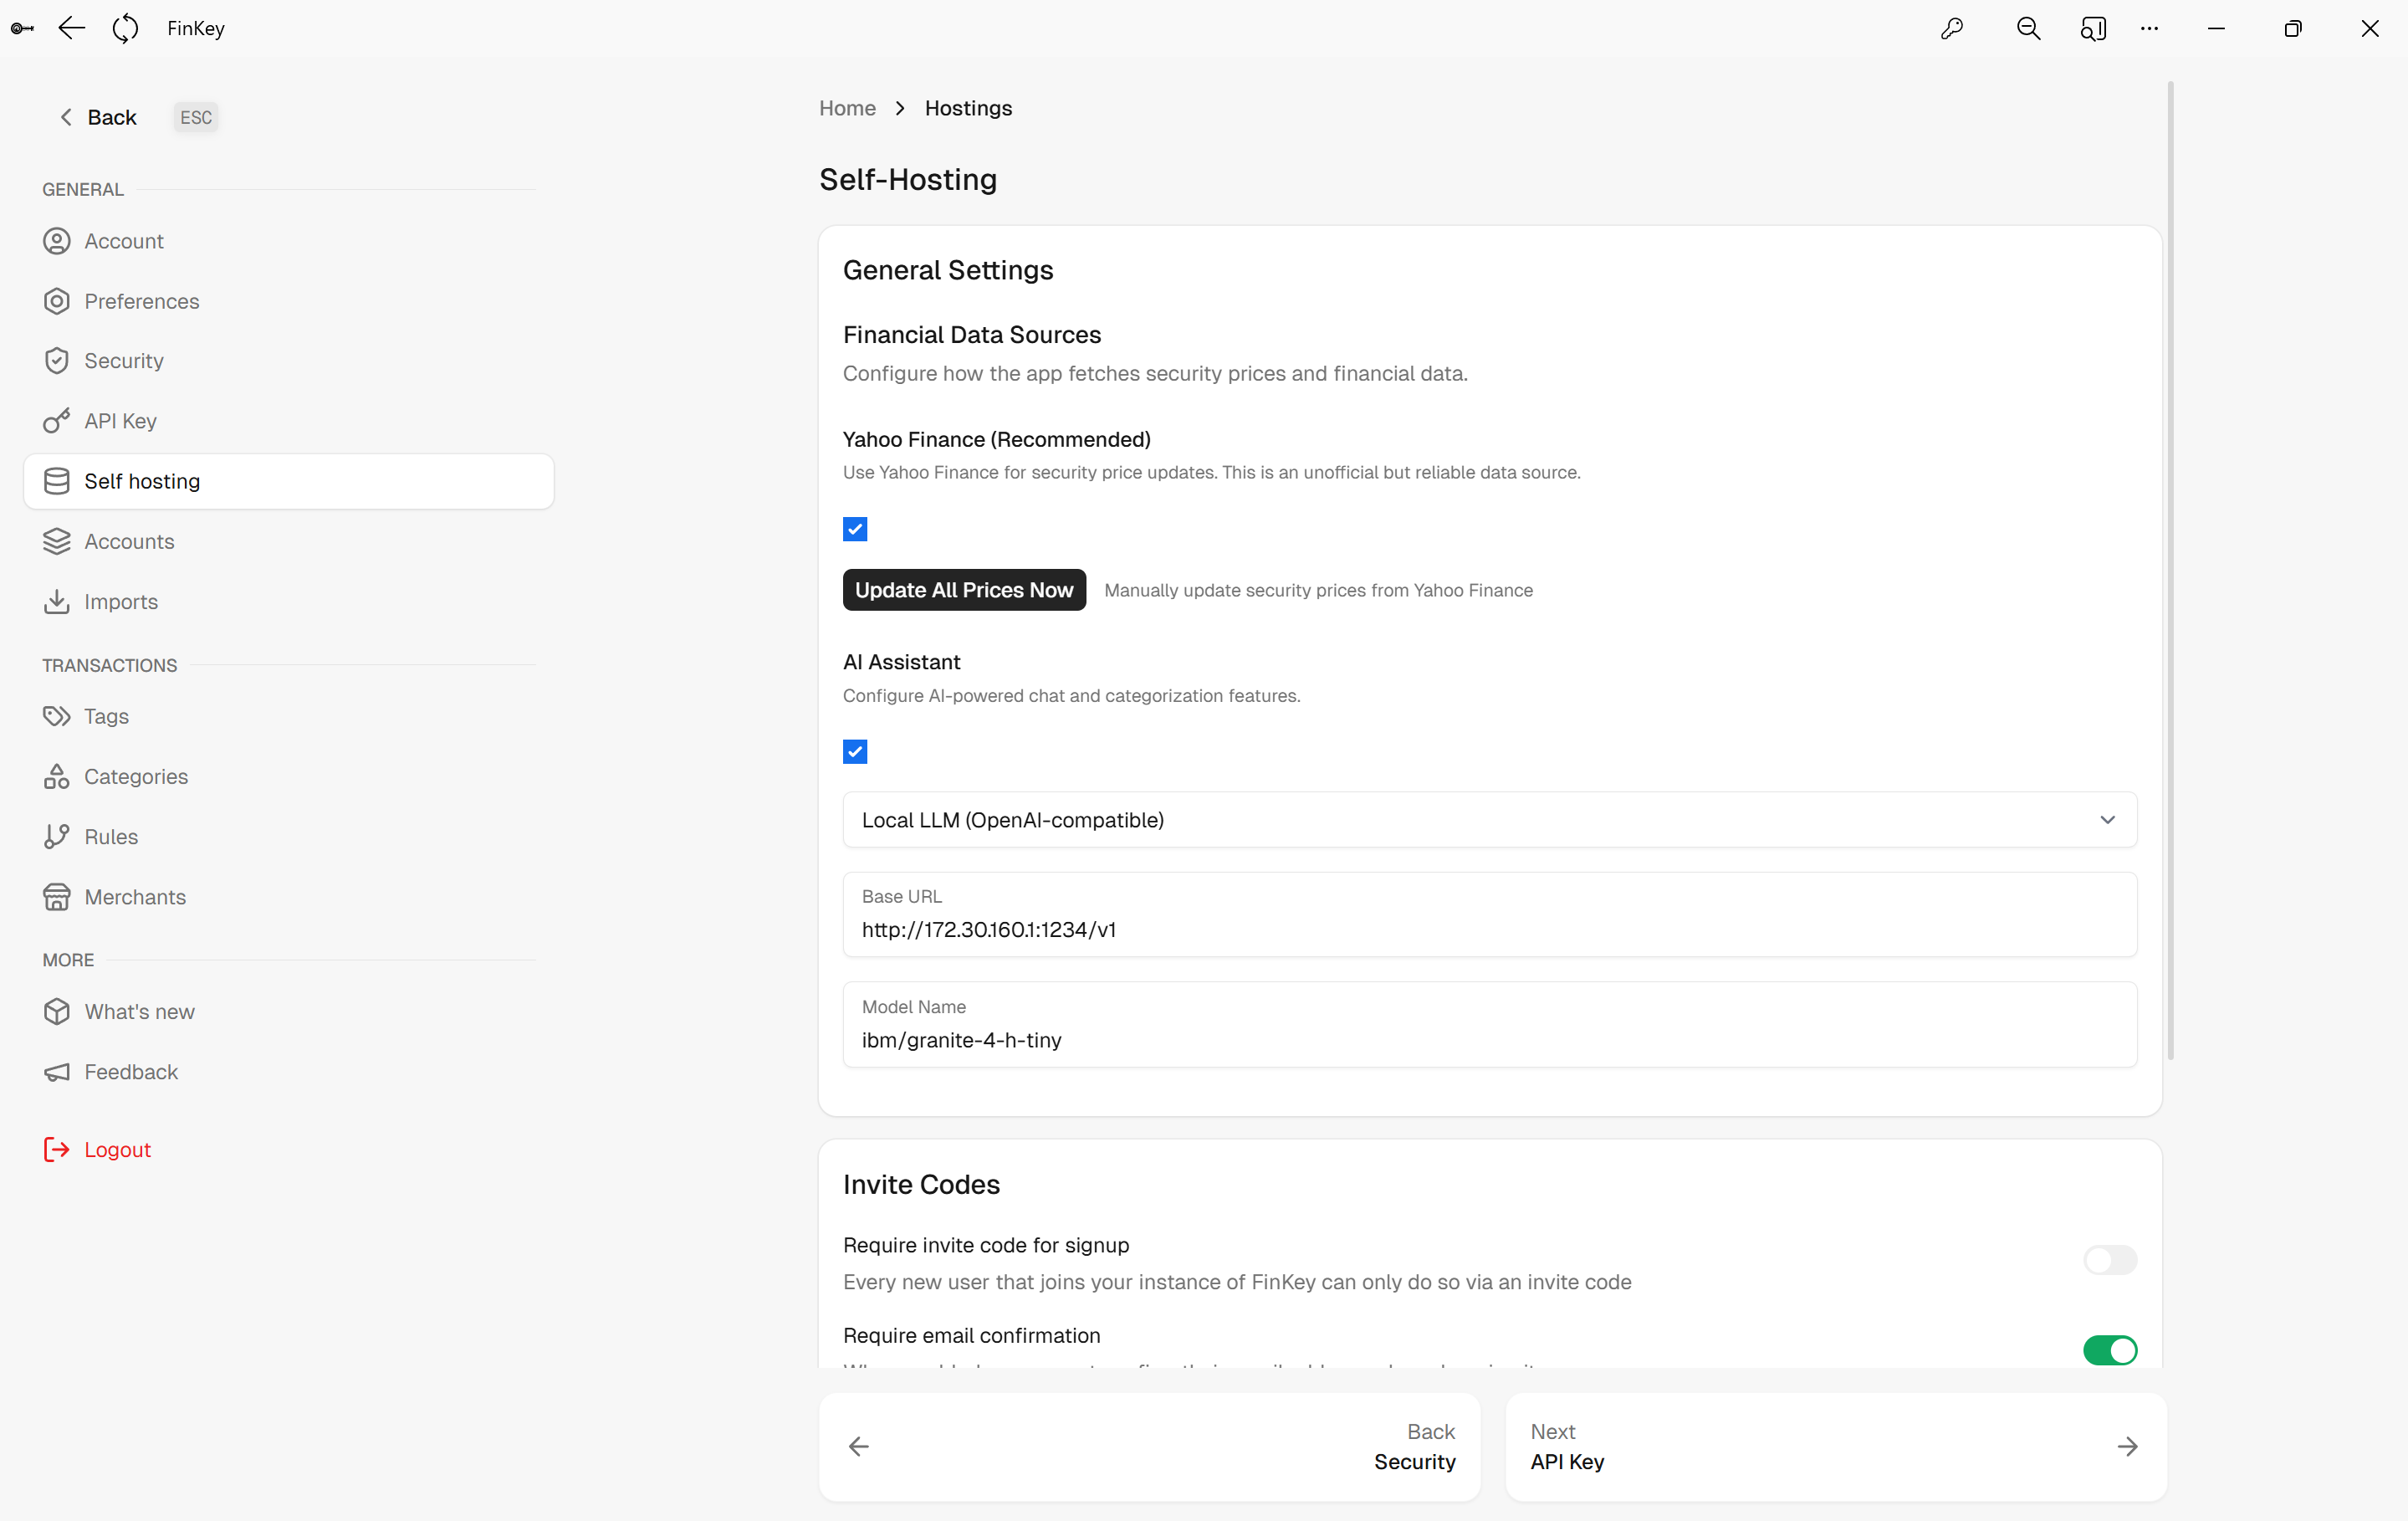 FinKey
Back ESC
GENERAL
Account
Preferences
Security
API Key
Self hosting
Accounts
Imports
TRANSACTIONS
Tags
Categories
Rules
Merchants
MORE
What's new
Feedback
Logout
Home > Hostings
Self-Hosting
General Settings
Financial Data Sources
Configure how the app fetches security prices and financial data.
Yahoo Finance (Recommended)
Use Yahoo Finance for security price updates. This is an unofficial but reliable data source.
Update All Prices Now Manually update security prices from Yahoo Finance
AI Assistant
Configure AI-powered chat and categorization features.
Local LLM (OpenAI-compatible)
Base URL
http://172.30.160.1:1234/v1
Model Name
ibm/granite-4-h-tiny
Invite Codes
Require invite code for signup
Every new user that joins your instance of FinKey can only do so via an invite code
Require email confirmation
Back
Security
Next
API Key